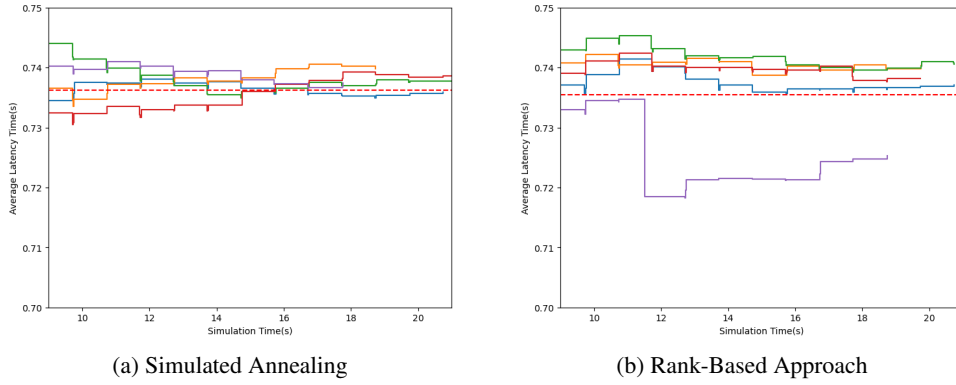 0.75
0.74
0.73
0.72
0.71
0.70
Average Latency Time(s)
10 12 14 16 18 20
Simulation Time(s)
(a) Simulated Annealing
0.75
0.74
0.73
0.72
0.71
0.70
Average Latency Time(s)
10 12 14 16 18 20
Simulation Time(s)
(b) Rank-Based Approach